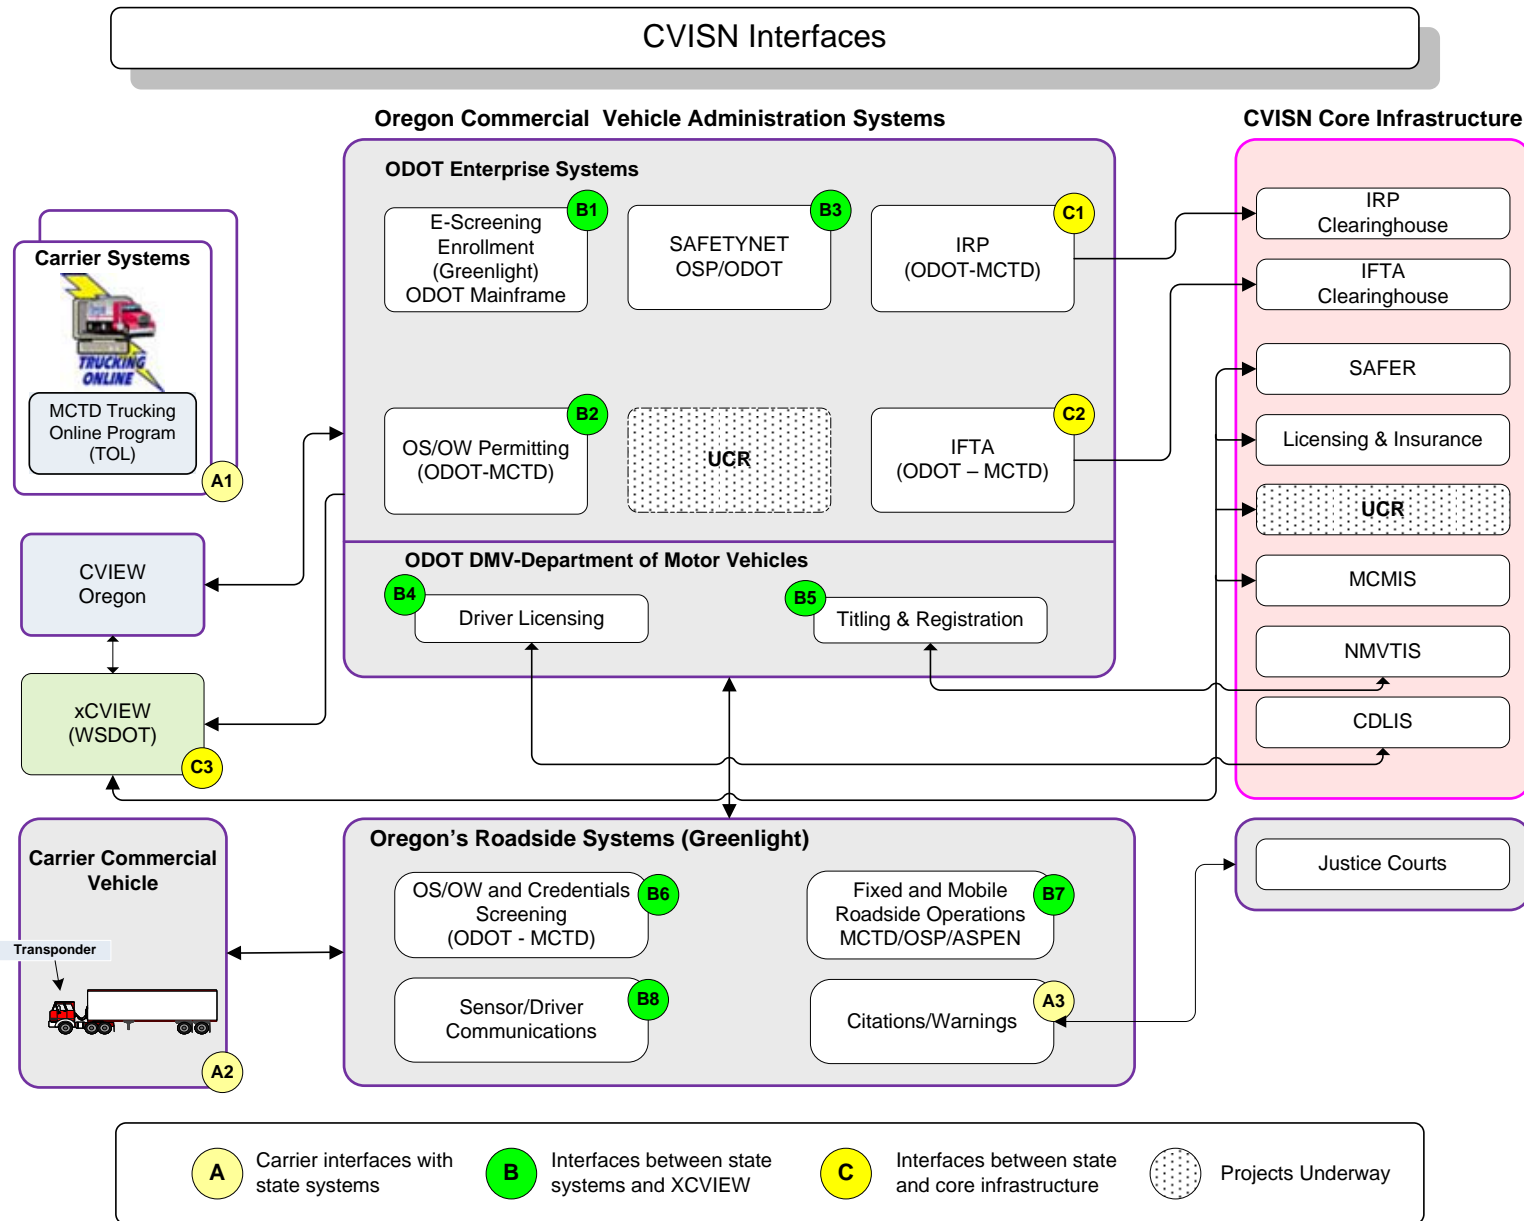 CVISN Interfaces
Oregon Commercial Vehicle Administration Systems
CVISN Core Infrastructure
ODOT Enterprise Systems
B1
E-Screening
Enrollment
(Greenlight)
ODOT Mainframe
B3
SAFETYNET
OSP/ODOT
C1
IRP
(ODOT-MCTD)
B2
OS/OW Permitting
(ODOT-MCTD)
UCR
C2
IFTA
(ODOT – MCTD)
ODOT DMV-Department of Motor Vehicles
B4
Driver Licensing
B5
Titling & Registration
Carrier Systems
TRUCKING
ONLINE
MCTD Trucking
Online Program
(TOL)
A1
CVIEW
Oregon
xCVIEW
(WSDOT)
C3
IRP
Clearinghouse
IFTA
Clearinghouse
SAFER
Licensing & Insurance
UCR
MCMIS
NMVTIS
CDLIS
Carrier Commercial
Vehicle
Transponder
A2
Oregon’s Roadside Systems (Greenlight)
OS/OW and Credentials
Screening
(ODOT - MCTD)
B6
Fixed and Mobile
Roadside Operations
MCTD/OSP/ASPEN
B7
Sensor/Driver
Communications
B8
Citations/Warnings
A3
Justice Courts
A
Carrier interfaces with
state systems
B
Interfaces between state
systems and XCVIEW
C
Interfaces between state
and core infrastructure
Projects Underway